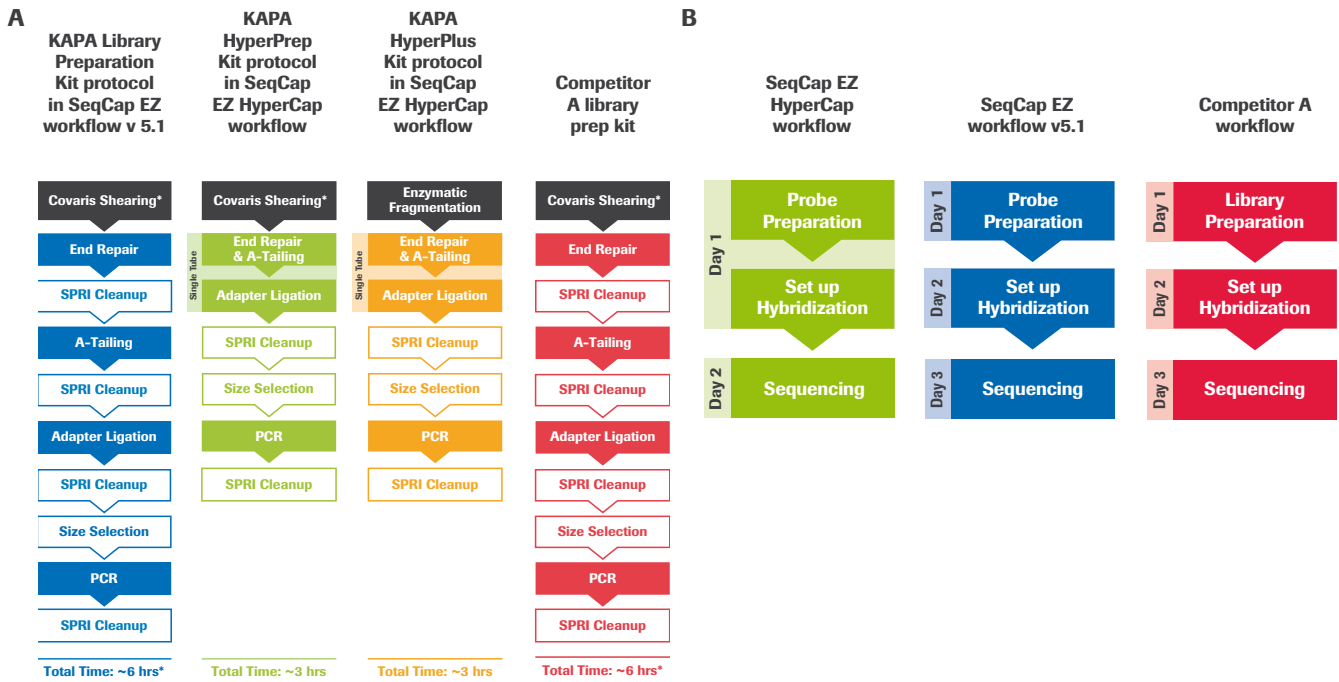 A
KAPA Library
Preparation
Kit protocol
in SeqCap EZ
workflow v 5.1
Covaris Shearing*
End Repair
SPRI Cleanup
A-Tailing
SPRI Cleanup
Adapter Ligation
SPRI Cleanup
Size Selection
PCR
SPRI Cleanup
Total Time: ~6 hrs*
KAPA
HyperPrep
Kit protocol
in SeqCap
EZ HyperCap
workflow
Covaris Shearing*
Single Tube
End Repair
& A-Tailing
Adapter Ligation
SPRI Cleanup
Size Selection
PCR
SPRI Cleanup
Total Time: ~3 hrs
KAPA
HyperPlus
Kit protocol
in SeqCap
EZ HyperCap
workflow
Enzymatic
Fragmentation
Single Tube
End Repair
& A-Tailing
Adapter Ligation
SPRI Cleanup
Size Selection
PCR
SPRI Cleanup
Total Time: ~3 hrs
Competitor
A library
prep kit
Covaris Shearing*
End Repair
SPRI Cleanup
A-Tailing
SPRI Cleanup
Adapter Ligation
SPRI Cleanup
Size Selection
PCR
SPRI Cleanup
Total Time: ~6 hrs*
B
SeqCap EZ
HyperCap
workflow
Day 1
Probe
Preparation
Set up
Hybridization
Day 2
Sequencing
SeqCap EZ
workflow v5.1
Day 1
Probe
Preparation
Day 2
Set up
Hybridization
Day 3
Sequencing
Competitor A
workflow
Day 1
Library
Preparation
Day 2
Set up
Hybridization
Day 3
Sequencing